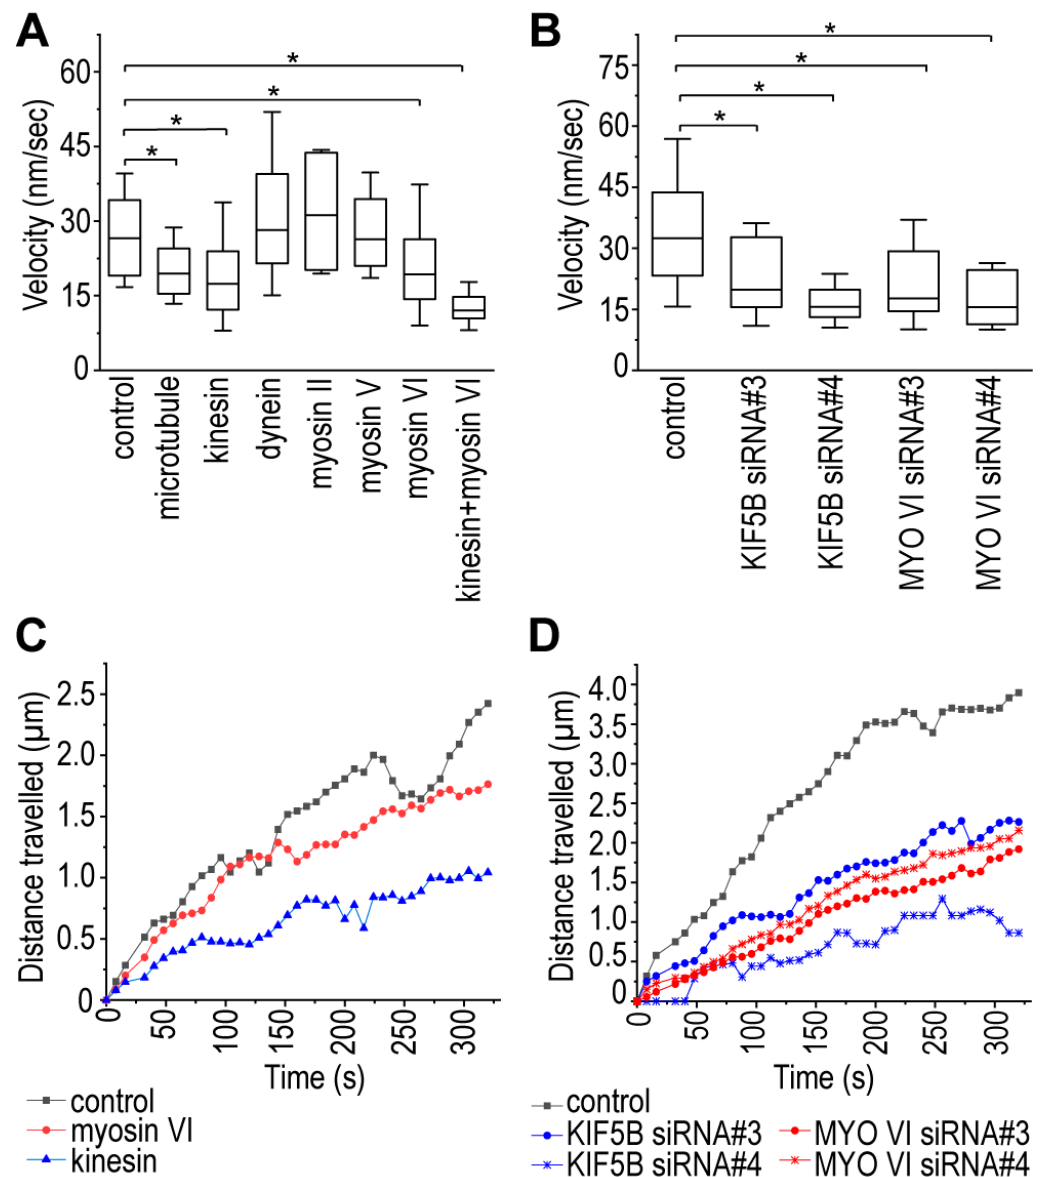 A
Velocity (nm/sec)
60
45
30
15
0
*
*
*
*
control
microtubule
kinesin
dynein
myosin II
myosin V
myosin VI
kinesin+myosin VI
B
Velocity (nm/sec)
75
60
45
30
15
0
*
*
*
*
control
KIF5B siRNA#3
KIF5B siRNA#4
MYO VI siRNA#3
MYO VI siRNA#4
C
Distance travelled (µm)
2.5
2.0
1.5
1.0
0.5
0
0
50
100
150
200
250
300
Time (s)
control
myosin VI
kinesin
D
Distance travelled (µm)
4.0
3.5
3.0
2.5
2.0
1.5
1.0
0.5
0
0
50
100
150
200
250
300
Time (s)
control
KIF5B siRNA#3
MYO VI siRNA#3
KIF5B siRNA#4
MYO VI siRNA#4